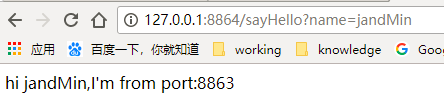 127.0.0.1:8864/sayHello?name=jandMin
应用 百度一下，你就知道 working knowledge Goo
hi jandMin,I'm from port:8863